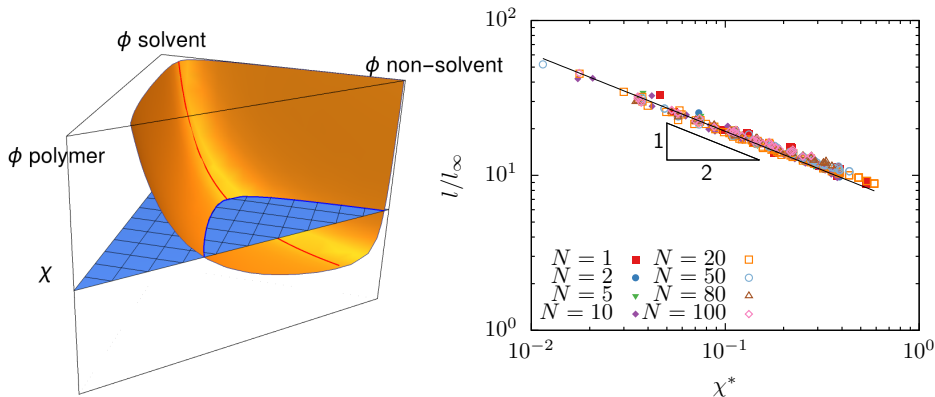 ϕ solvent
ϕ non−solvent
ϕ polymer
χ
10²
10¹
10⁰
l/l∞
1
2
N = 1 N = 20
N = 2 N = 50
N = 5 N = 80
N = 10 N = 100
10⁻² 10⁻¹ 10⁰
χ*